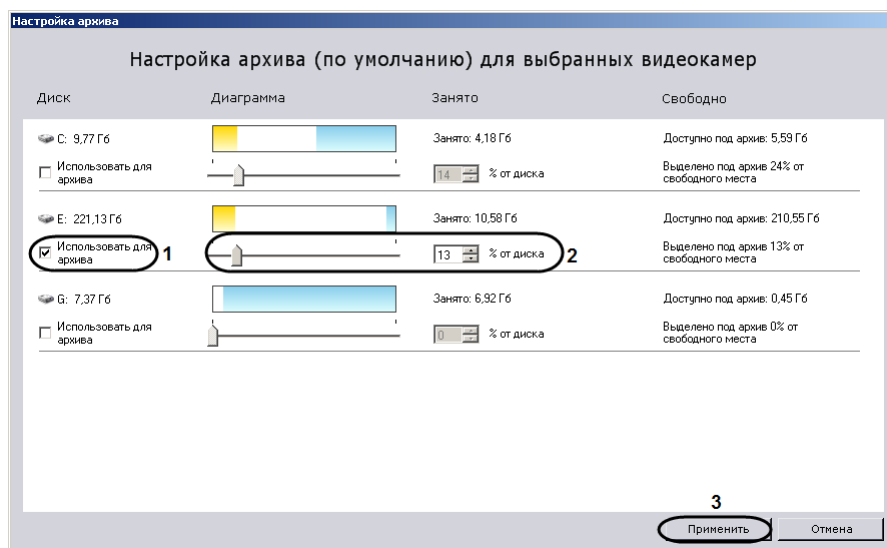 Настройка архива
Настройка архива (по умолчанию) для выбранных видеокамер
Диск Диаграмма Занято Свободно
C: 9,77 Гб Занято: 4,18 Гб Доступно под архив: 5,59 Гб
Использовать для архива 14 % от диска Выделено под архив 24% от свободного места
E: 221,13 Гб Занято: 10,58 Гб Доступно под архив: 210,55 Гб
Использовать для архива 1 13 % от диска 2 Выделено под архив 13% от свободного места
G: 7,37 Гб Занято: 6,92 Гб Доступно под архив: 0,45 Гб
Использовать для архива 0 % от диска Выделено под архив 0% от свободного места
3
Применить Отмена